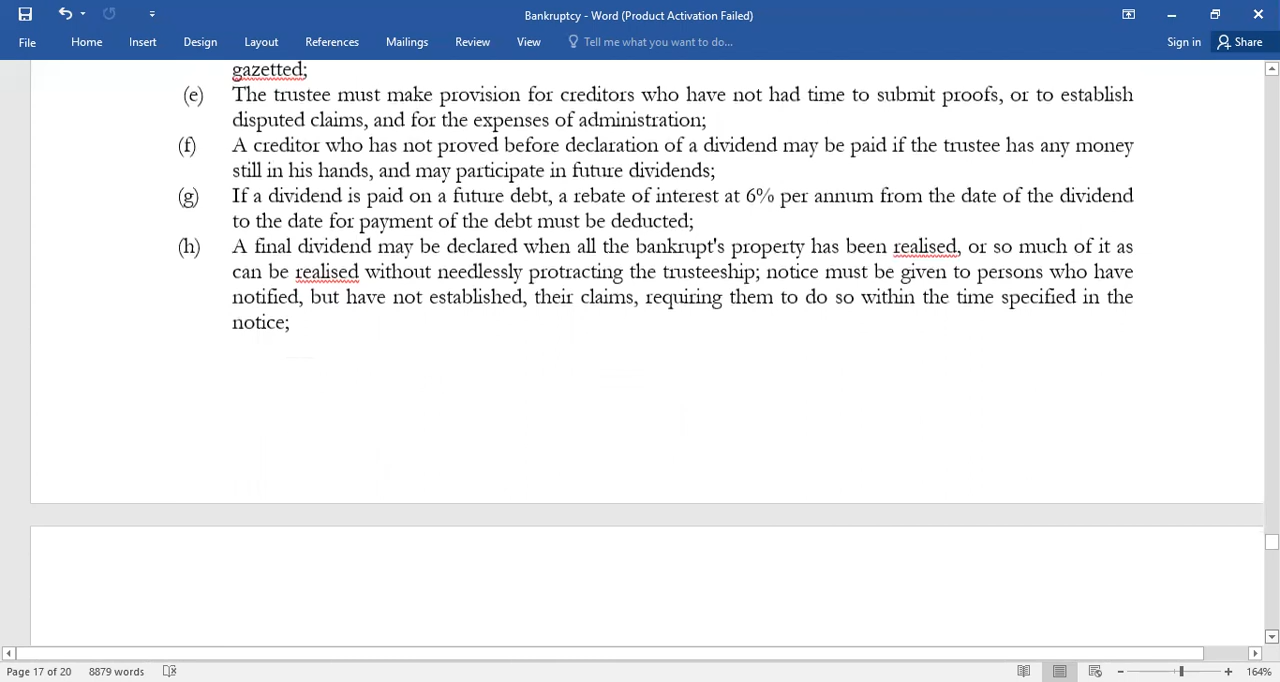 Bankruptcy - Word (Product Activation Failed)
File Home Insert Design Layout References Mailings Review View Tell me what you want to do... Sign in Share
gazetted;
(e) The trustee must make provision for creditors who have not had time to submit proofs, or to establish
disputed claims, and for the expenses of administration;
(f) A creditor who has not proved before declaration of a dividend may be paid if the trustee has any money
still in his hands, and may participate in future dividends;
(g) If a dividend is paid on a future debt, a rebate of interest at 6% per annum from the date of the dividend
to the date for payment of the debt must be deducted;
(h) A final dividend may be declared when all the bankrupt's property has been realised, or so much of it as
can be realised without needlessly protracting the trusteeship; notice must be given to persons who have
notified, but have not established, their claims, requiring them to do so within the time specified in the
notice;
Page 17 of 20 8879 words 164%